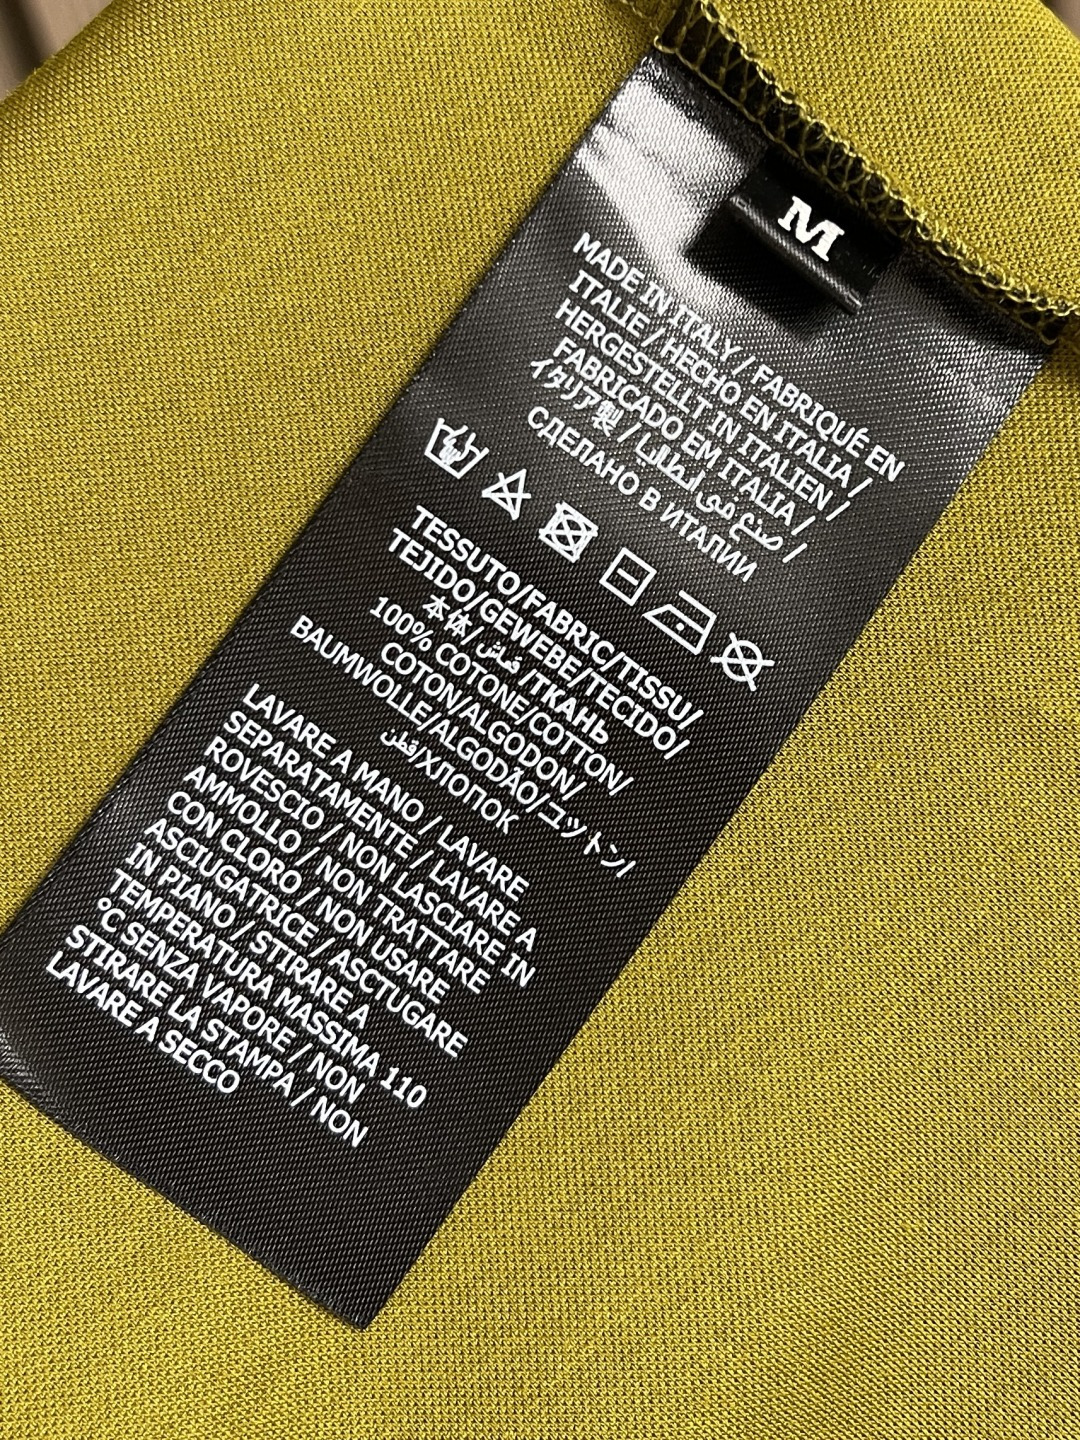 M
MADE IN ITALY / FABRIQUÉ EN
ITALIE / HECHO EN ITALIA /
HERGESTELLT IN ITALIEN /
FABRICADO EM ITALIA /
イタリア製 / صنع في إيطاليا /
СДЕЛАНО В ИТАЛИИ
TESSUTO/FABRIC/TISSU/
TEJIDO/GEWEBE/TECIDO/
本体/قماش/ТКАНЬ
100% COTONE/COTTON/
COTON/ALGODON/
BAUMWOLLE/ALGODÃO/コットン/
قطن/ХЛОПОК
LAVARE A MANO / LAVARE
SEPARATAMENTE / LAVARE A
ROVESCIO / NON LASCIARE IN
AMMOLLO / NON TRATTARE
CON CLORO / NON USARE
ASCIUGATRICE / ASCTUGARE
IN PIANO / STIRARE A
TEMPERATURA MASSIMA 110
°C SENZA VAPORE / NON
STIRARE LA STAMPA / NON
LAVARE A SECCO